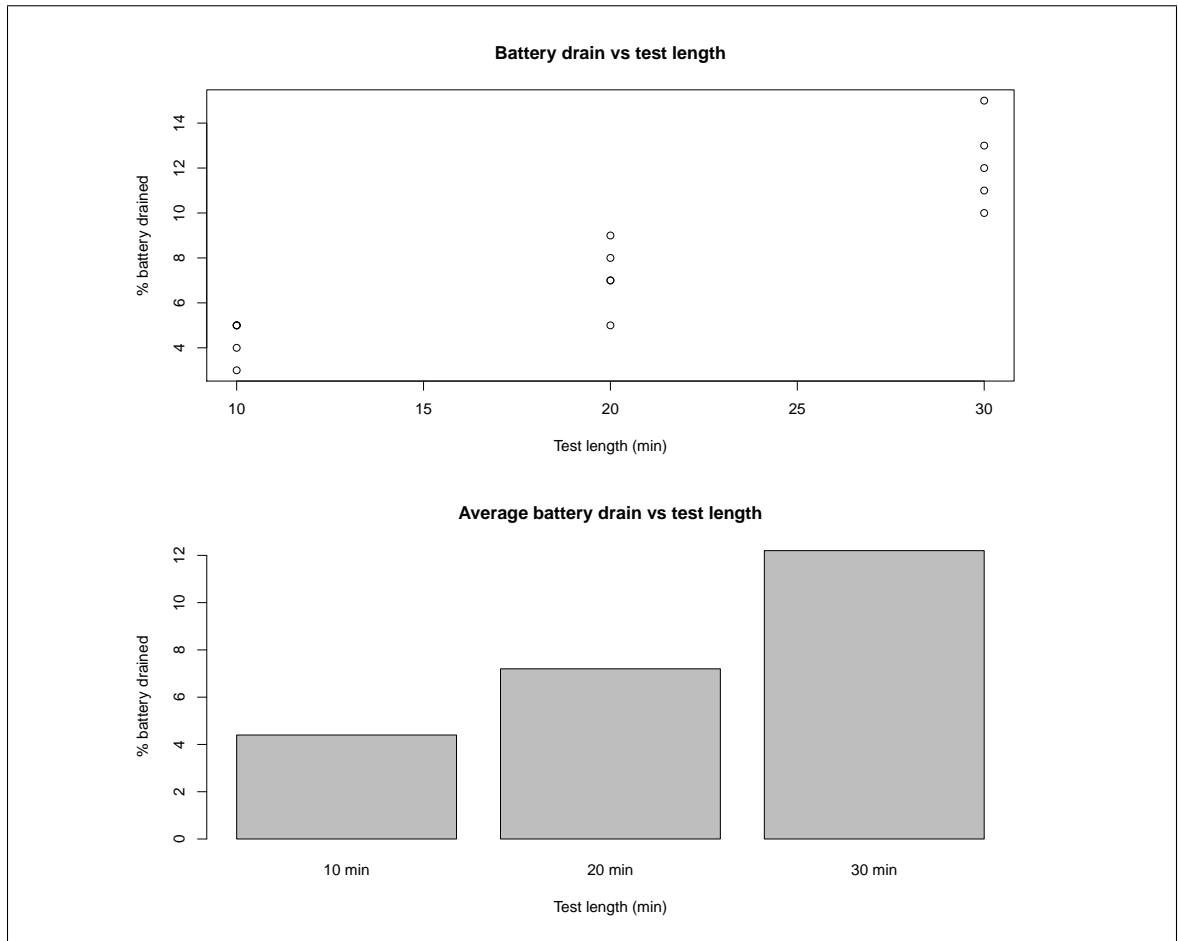 Battery drain vs test length
% battery drained
14
12
10
8
6
4
10 15 20 25 30
Test length (min)
Average battery drain vs test length
% battery drained
12
10
8
6
4
2
0
10 min 20 min 30 min
Test length (min)